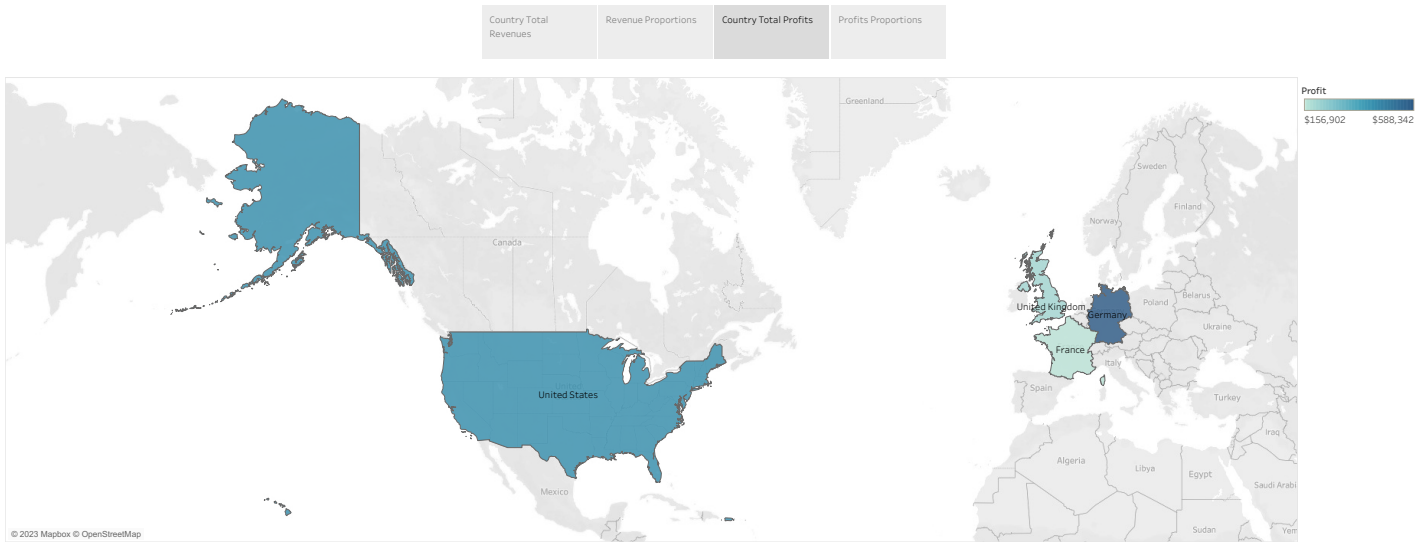 Country Total
Revenues
Revenue Proportions
Country Total Profits
Profits Proportions
Profit
$156,902
$588,342
Greenland
Sweden
Finland
Norway
Canada
United Kingdom
Poland
Belarus
Germany
Ukraine
France
Italy
Spain
Turkey
United States
Iraq
Algeria
Libya
Egypt
Saudi Arabi
Mexico
Sudan
Yem
© 2023 Mapbox © OpenStreetMap